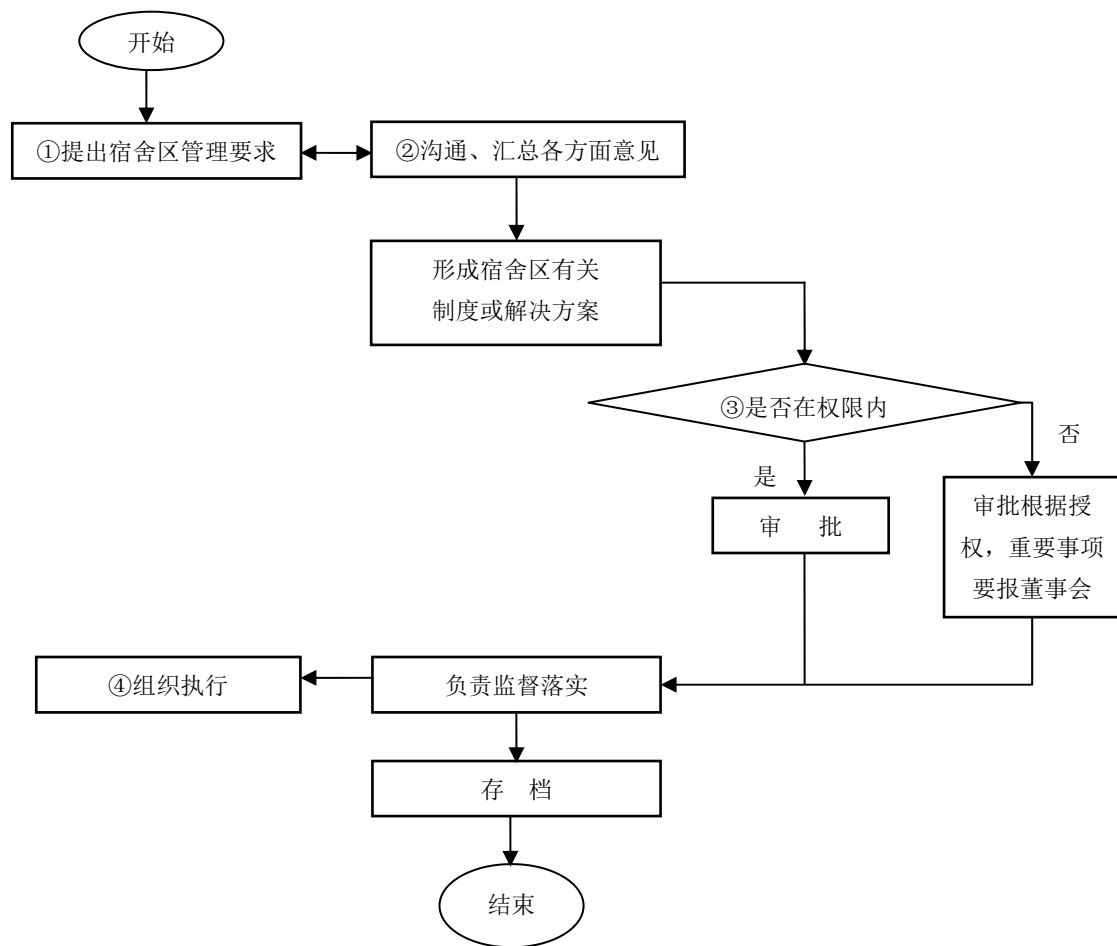 开始
①提出宿舍区管理要求
②沟通、汇总各方面意见
形成宿舍区有关
制度或解决方案
③是否在权限内
否
是
审 批
审批根据授
权，重要事项
要报董事会
④组织执行
负责监督落实
存 档
结束